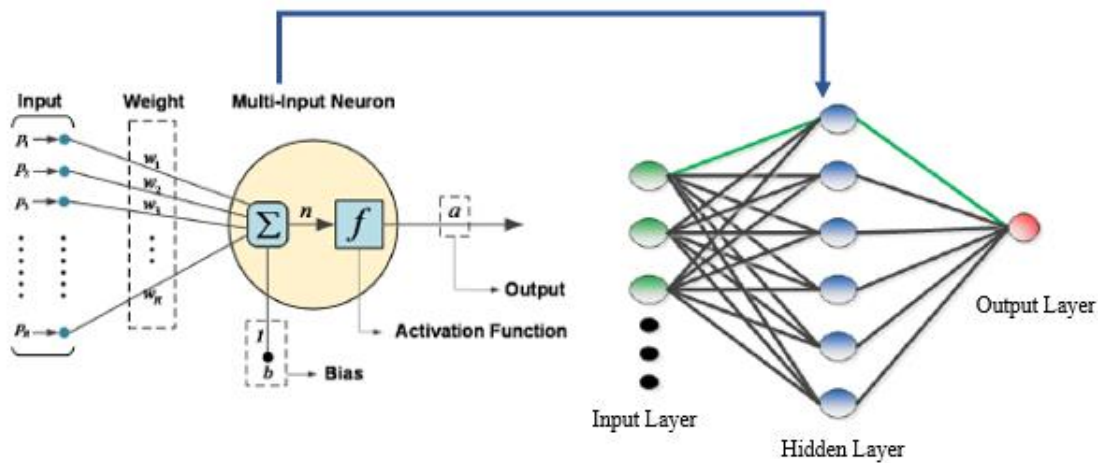 Input
Weight
Multi-Input Neuron
p1
p2
p3
pR
w1
w2
w3
wR
Σ
n
f
a
1
b
Output
Activation Function
Bias
Input Layer
Hidden Layer
Output Layer